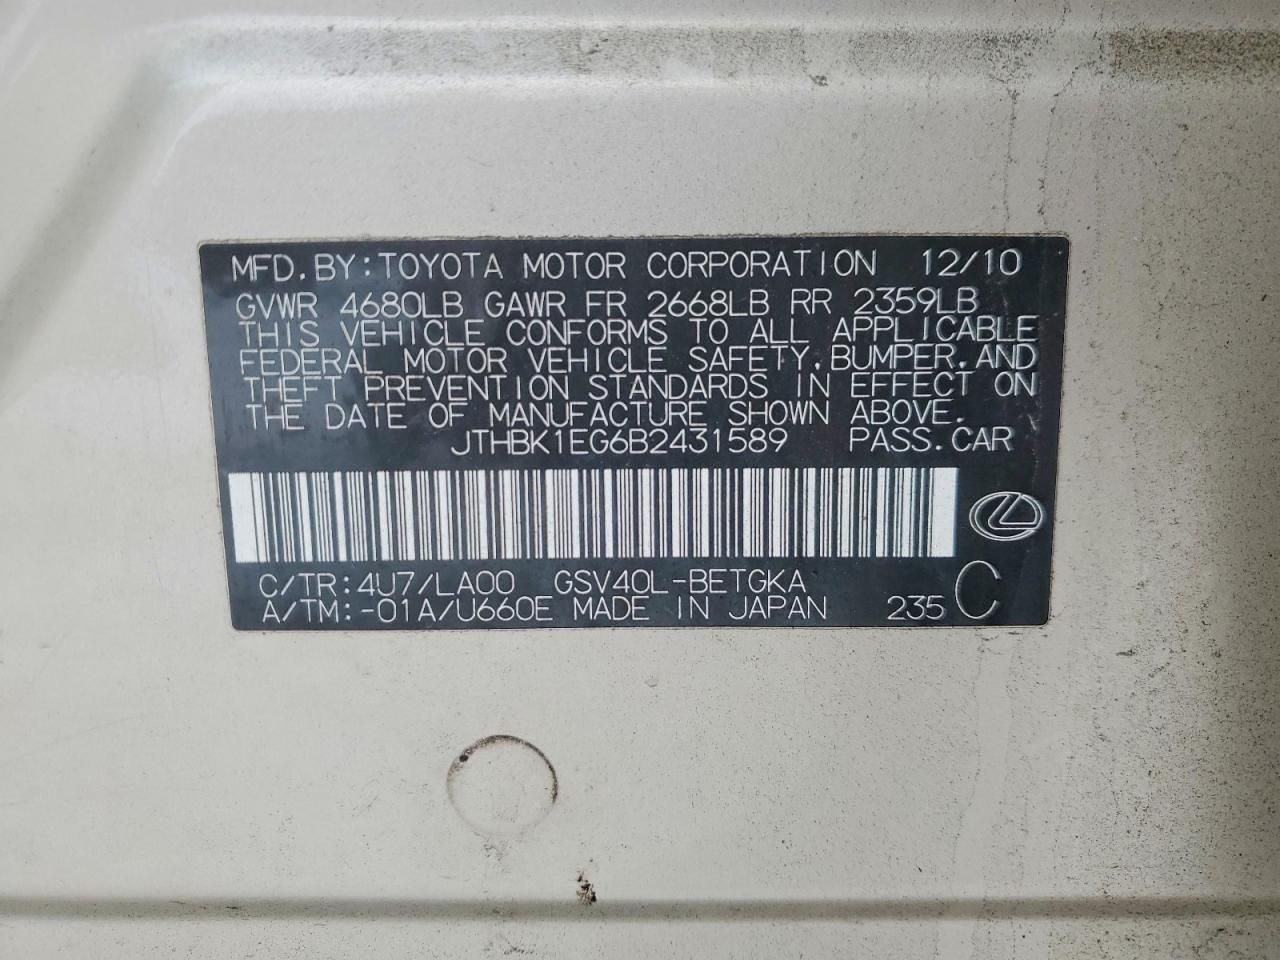 MFD.BY:TOYOTA MOTOR CORPORATION 12/10
GVWR 4680LB GAWR FR 2668LB RR 2359LB
THIS VEHICLE CONFORMS TO ALL APPLICABLE
FEDERAL MOTOR VEHICLE SAFETY,BUMPER,AND
THEFT PREVENTION STANDARDS IN EFFECT ON
THE DATE OF MANUFACTURE SHOWN ABOVE.
JTHBK1EG6B2431589 PASS.CAR
C/TR:4U7/LA00 GSV40L-BETGKA
A/TM:-01A/U660E MADE IN JAPAN 235 C